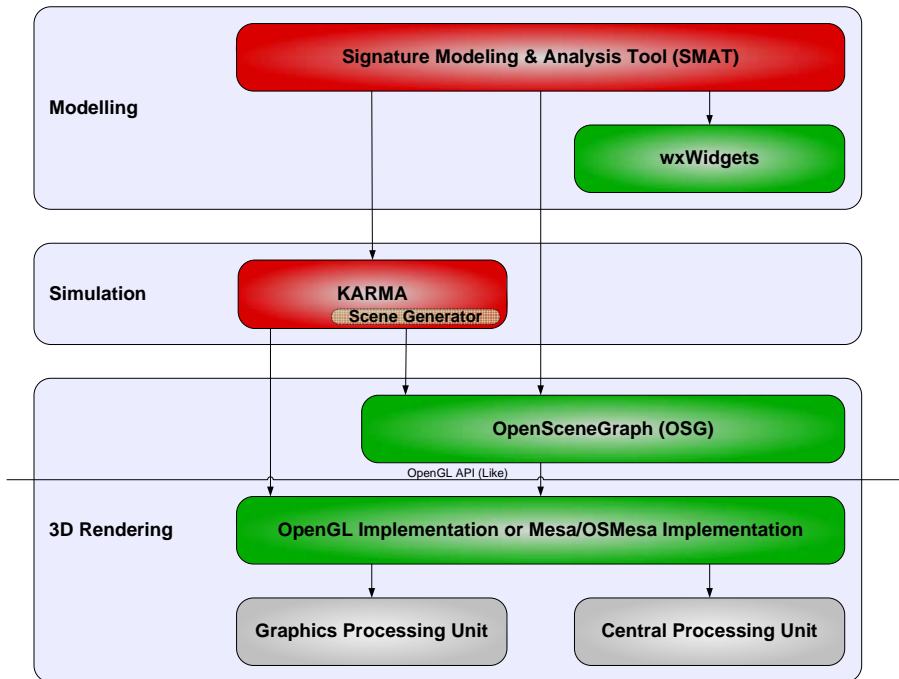 Signature Modeling & Analysis Tool (SMAT)
Modelling
wxWidgets
Simulation
KARMA
Scene Generator
OpenSceneGraph (OSG)
OpenGL API (Like)
3D Rendering
OpenGL Implementation or Mesa/OSMesa Implementation
Graphics Processing Unit
Central Processing Unit